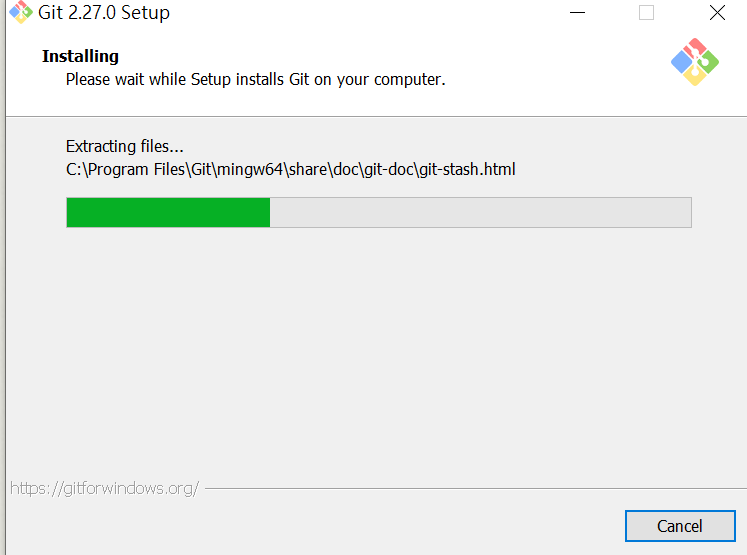 Git 2.27.0 Setup
Installing
Please wait while Setup installs Git on your computer.
Extracting files...
C:\Program Files\Git\mingw64\share\doc\git-doc\git-stash.html
https://gitforwindows.org/
Cancel